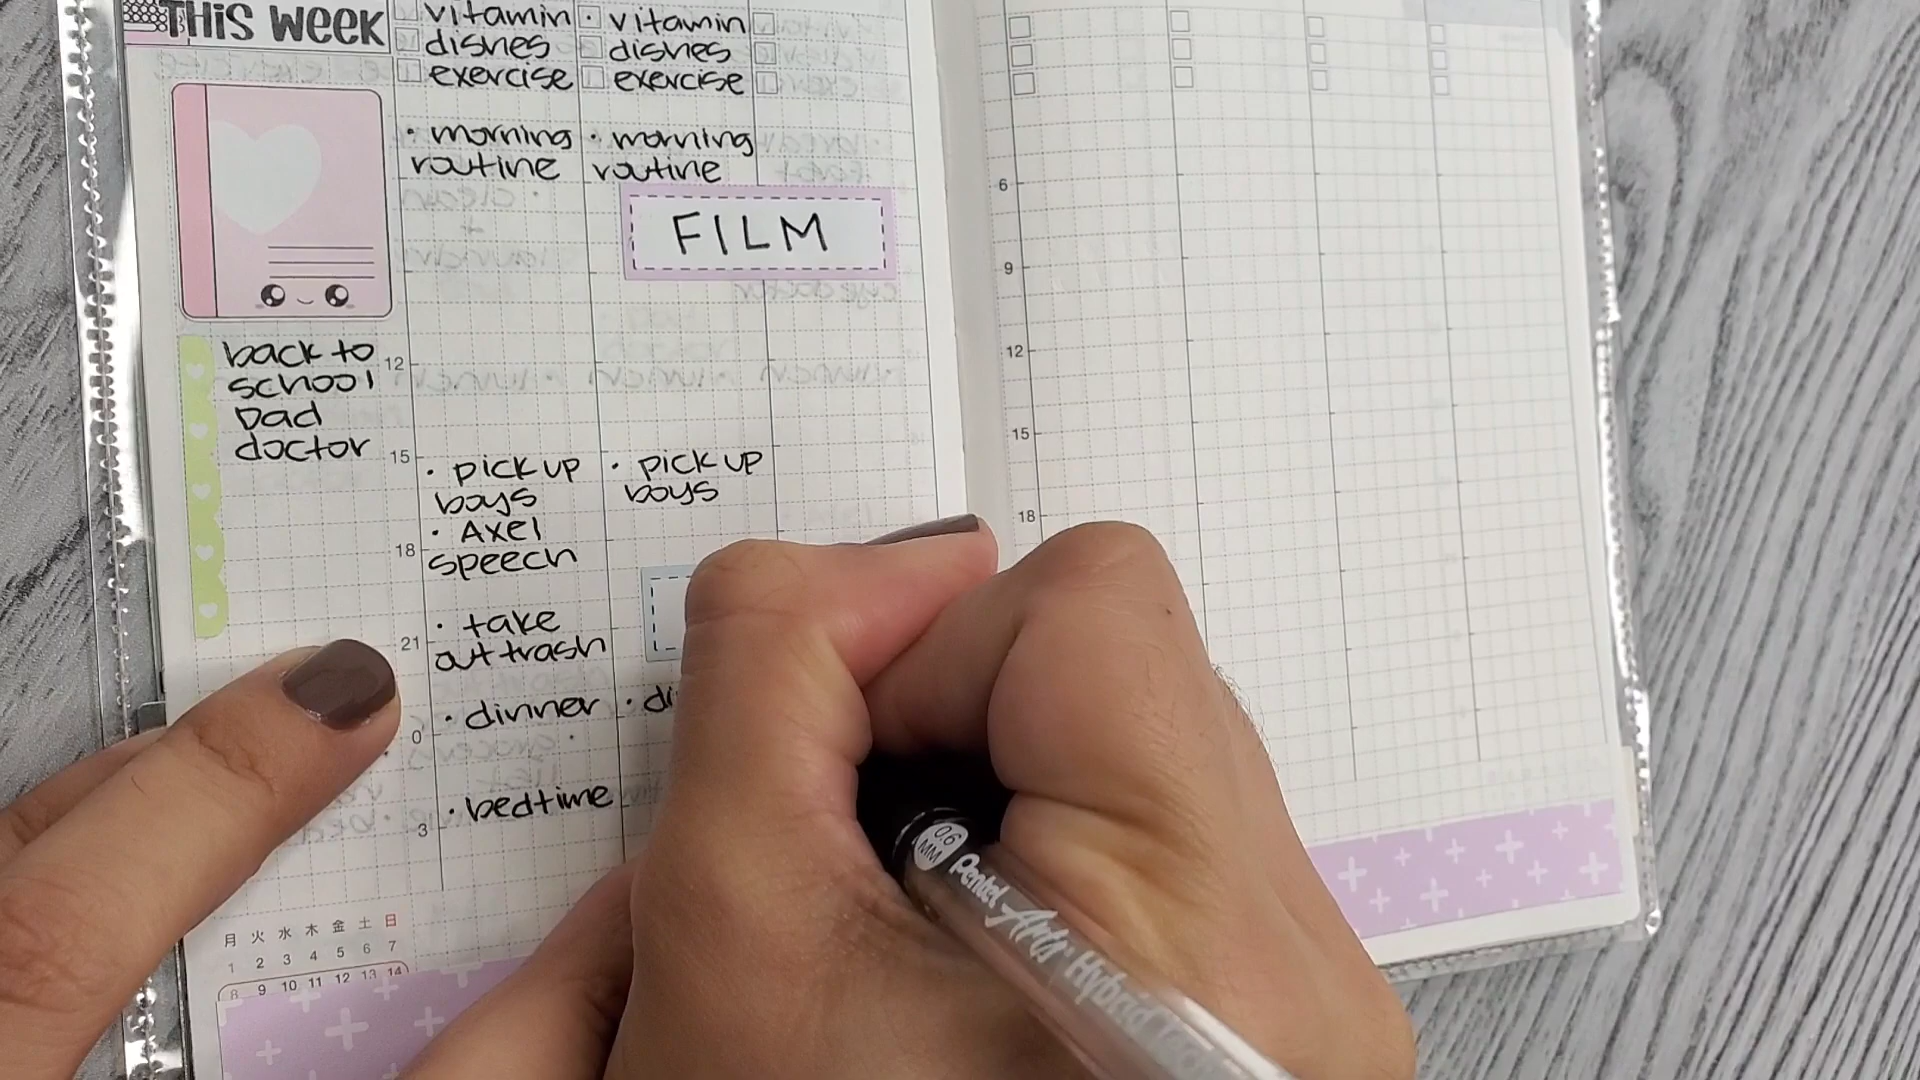 THiS WEEK
vitamin
dishes
exercise
· morning
routine
12
15
· pick up
boys
· Axel
18
speech
· take
21
out trash
· dinner
0
· bedtime
3
· vitamin
dishes
exercise
· morning
routine
FILM
· pick up
boys
· di
back to
school
Dad
doctor
月 火 水 木 金 土 日
1 2 3 4 5 6 7
8 9 10 11 12 13 14
6
9
12
15
18
0.6
MM
Pentel Arts Hybrid